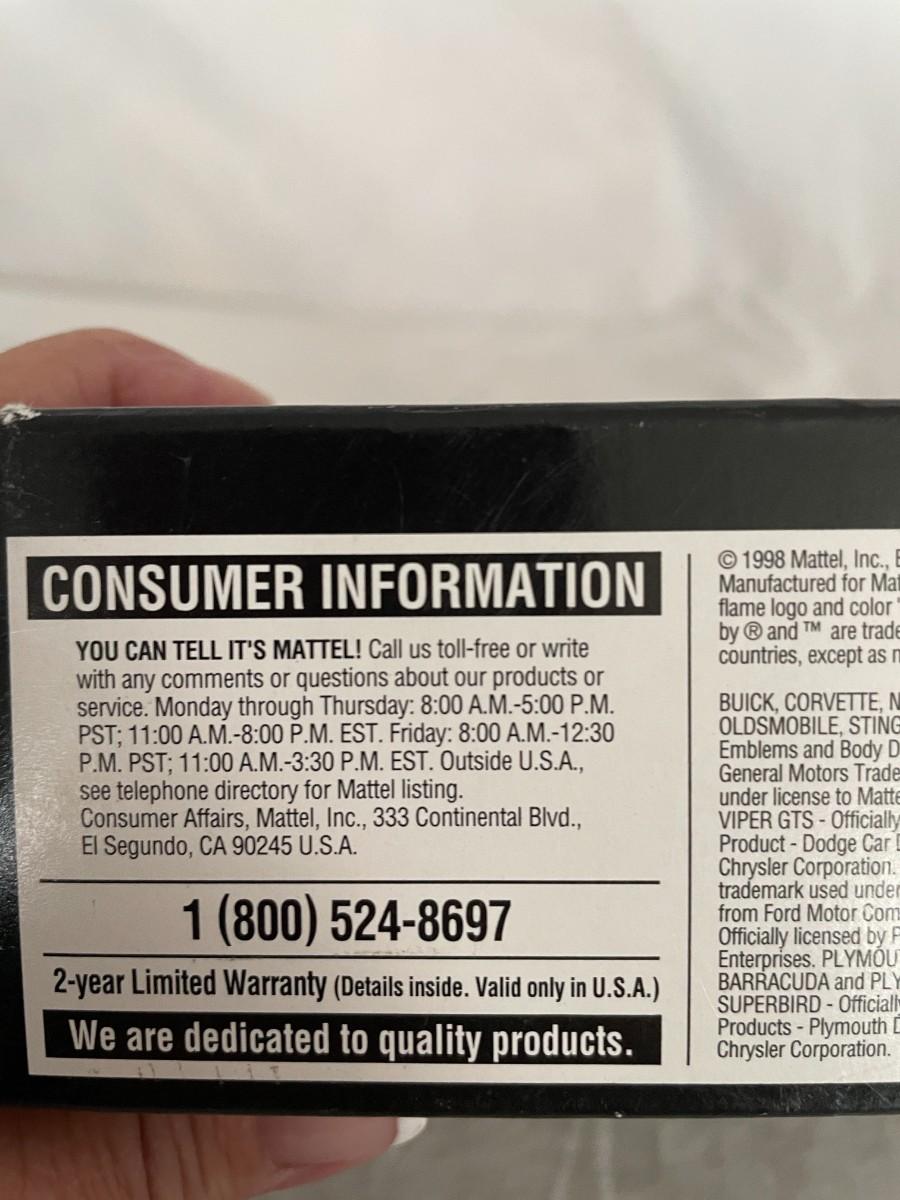 CONSUMER INFORMATION
YOU CAN TELL IT'S MATTEL! Call us toll-free or write
with any comments or questions about our products or
service. Monday through Thursday: 8:00 A.M.-5:00 P.M.
PST; 11:00 A.M.-8:00 P.M. EST. Friday: 8:00 A.M.-12:30
P.M. PST; 11:00 A.M.-3:30 P.M. EST. Outside U.S.A.,
see telephone directory for Mattel listing.
Consumer Affairs, Mattel, Inc., 333 Continental Blvd.,
El Segundo, CA 90245 U.S.A.
1 (800) 524-8697
2-year Limited Warranty (Details inside. Valid only in U.S.A.)
We are dedicated to quality products.
© 1998 Mattel, Inc.,
Manufactured for
flame logo and color
by ® and ™ are
countries, except as
BUICK, CORVETTE,
OLDSMOBILE,
Emblems and Body
General Motors
under license to
VIPER GTS - Officially
Product - Dodge Car
Chrysler Corporation.
trademark used
from Ford Motor
Officially licensed by
Enterprises.
BARRACUDA and
SUPERBIRD -
Products - Plymouth
Chrysler Corporation.